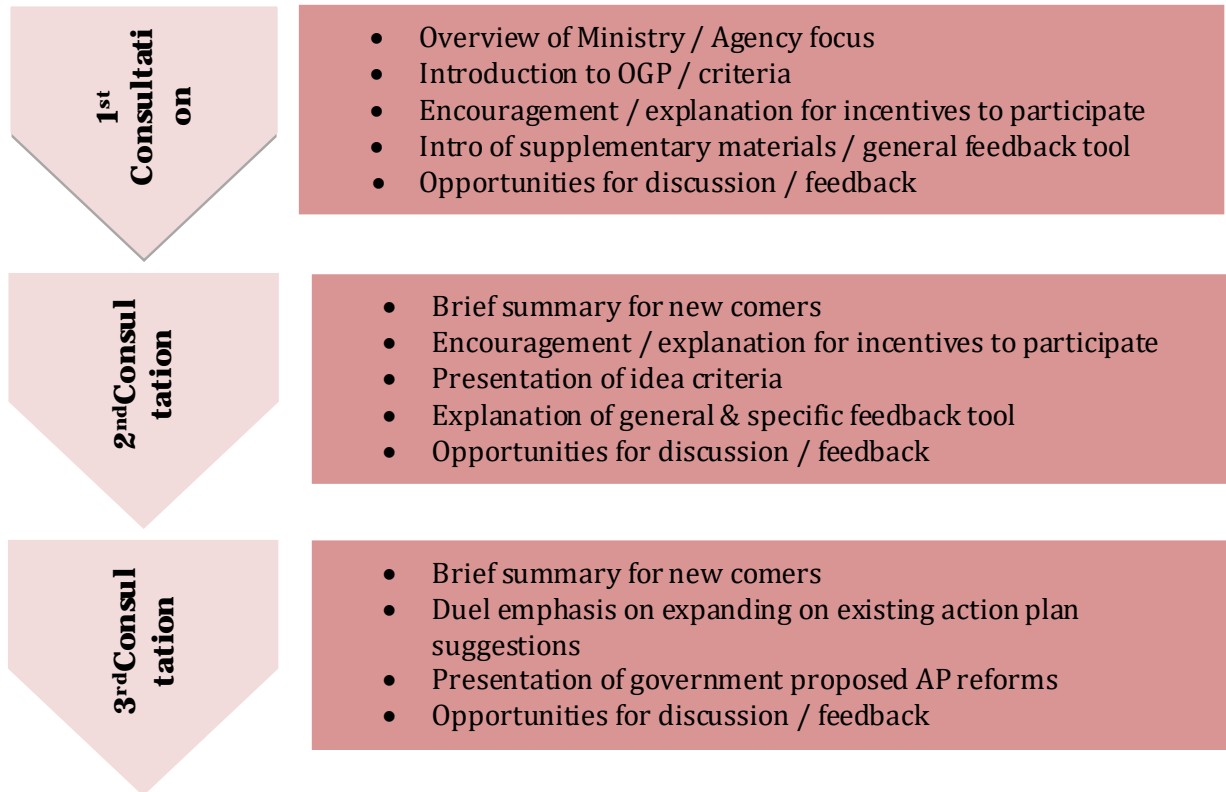 1st
Consultati
on
• Overview of Ministry / Agency focus
• Introduction to OGP / criteria
• Encouragement / explanation for incentives to participate
• Intro of supplementary materials / general feedback tool
• Opportunities for discussion / feedback
2ndConsul
tation
• Brief summary for new comers
• Encouragement / explanation for incentives to participate
• Presentation of idea criteria
• Explanation of general & specific feedback tool
• Opportunities for discussion / feedback
3rdConsul
tation
• Brief summary for new comers
• Duel emphasis on expanding on existing action plan
suggestions
• Presentation of government proposed AP reforms
• Opportunities for discussion / feedback